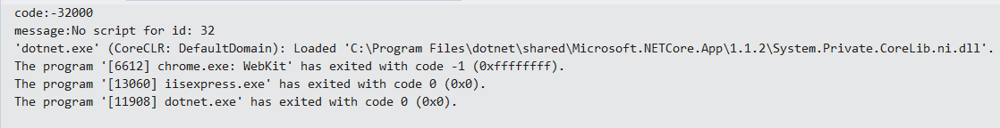 code:-32000
message:No script for id: 32
'dotnet.exe' (CoreCLR: DefaultDomain): Loaded 'C:\Program Files\dotnet\shared\Microsoft.NETCore.App\1.1.2\System.Private.CoreLib.ni.dll'.
The program '[6612] chrome.exe: WebKit' has exited with code -1 (0xffffffff).
The program '[13060] iisexpress.exe' has exited with code 0 (0x0).
The program '[11908] dotnet.exe' has exited with code 0 (0x0).